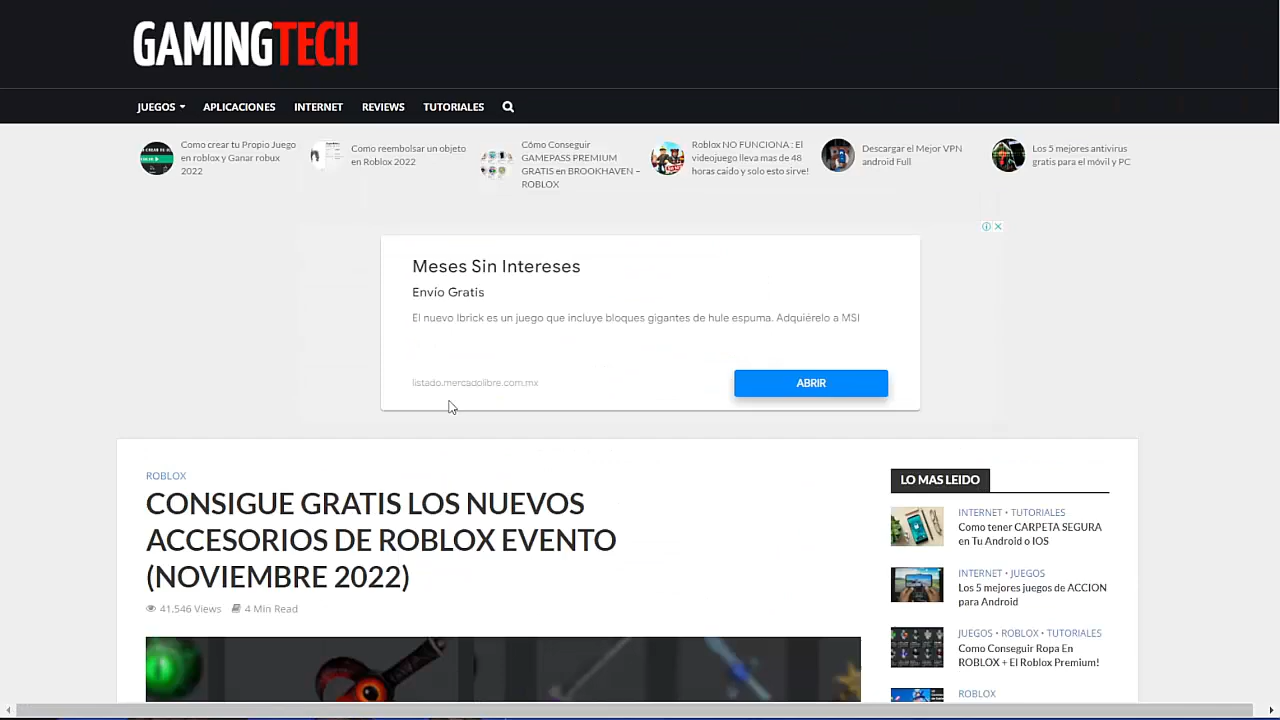 GAMINGTECH
JUEGOS APLICACIONES INTERNET REVIEWS TUTORIALES
Como crear tu Propio Juego
en roblox y Ganar robux
2022
Como reembolsar un objeto
en Roblox 2022
Cómo Conseguir
GAMEPASS PREMIUM
GRATIS en BROOKHAVEN –
ROBLOX
Roblox NO FUNCIONA : El
videojuego lleva mas de 48
horas caido y solo esto sirve!
Descargar el Mejor VPN
android Full
Los 5 mejores antivirus
gratis para el móvil y PC
Meses Sin Intereses
Envío Gratis
El nuevo Ibrick es un juego que incluye bloques gigantes de hule espuma. Adquiérelo a MSI
listado.mercadolibre.com.mx
ABRIR
ROBLOX
CONSIGUE GRATIS LOS NUEVOS
ACCESORIOS DE ROBLOX EVENTO
(NOVIEMBRE 2022)
41.546 Views 4 Min Read
LO MAS LEIDO
INTERNET • TUTORIALES
Como tener CARPETA SEGURA
en Tu Android o IOS
INTERNET • JUEGOS
Los 5 mejores juegos de ACCION
para Android
JUEGOS • ROBLOX • TUTORIALES
Como Conseguir Ropa En
ROBLOX + El Roblox Premium!
ROBLOX